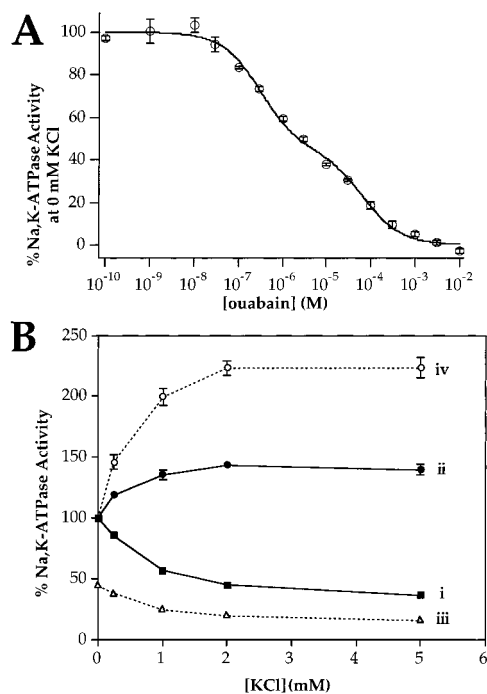 A
% Na,K-ATPase Activity
at 0 mM KCl
100
80
60
40
20
0
10-10
10-9
10-8
10-7
10-6
10-5
10-4
10-3
10-2
[ouabain] (M)
B
% Na,K-ATPase Activity
250
200
150
100
50
0
iv
ii
i
iii
0
1
2
3
4
5
6
[KCl] (mM)